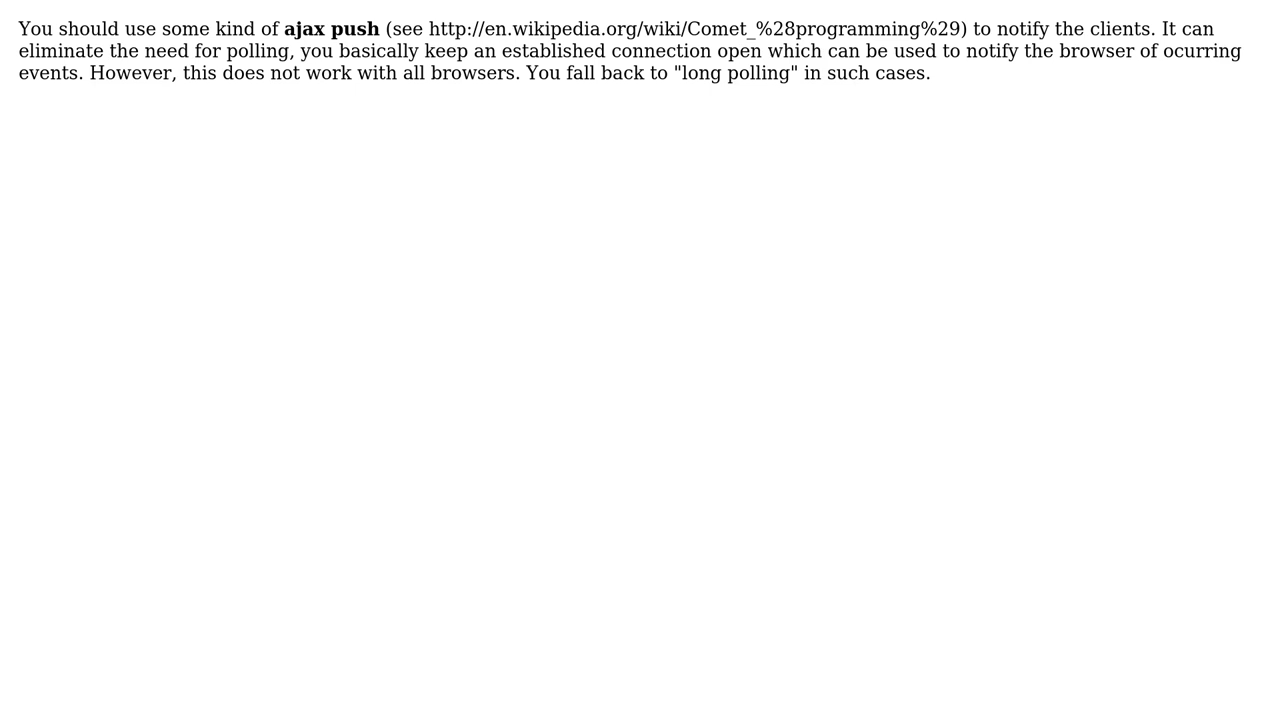 You should use some kind of ajax push (see http://en.wikipedia.org/wiki/Comet_%28programming%29) to notify the clients. It can
eliminate the need for polling, you basically keep an established connection open which can be used to notify the browser of ocurring
events. However, this does not work with all browsers. You fall back to "long polling" in such cases.